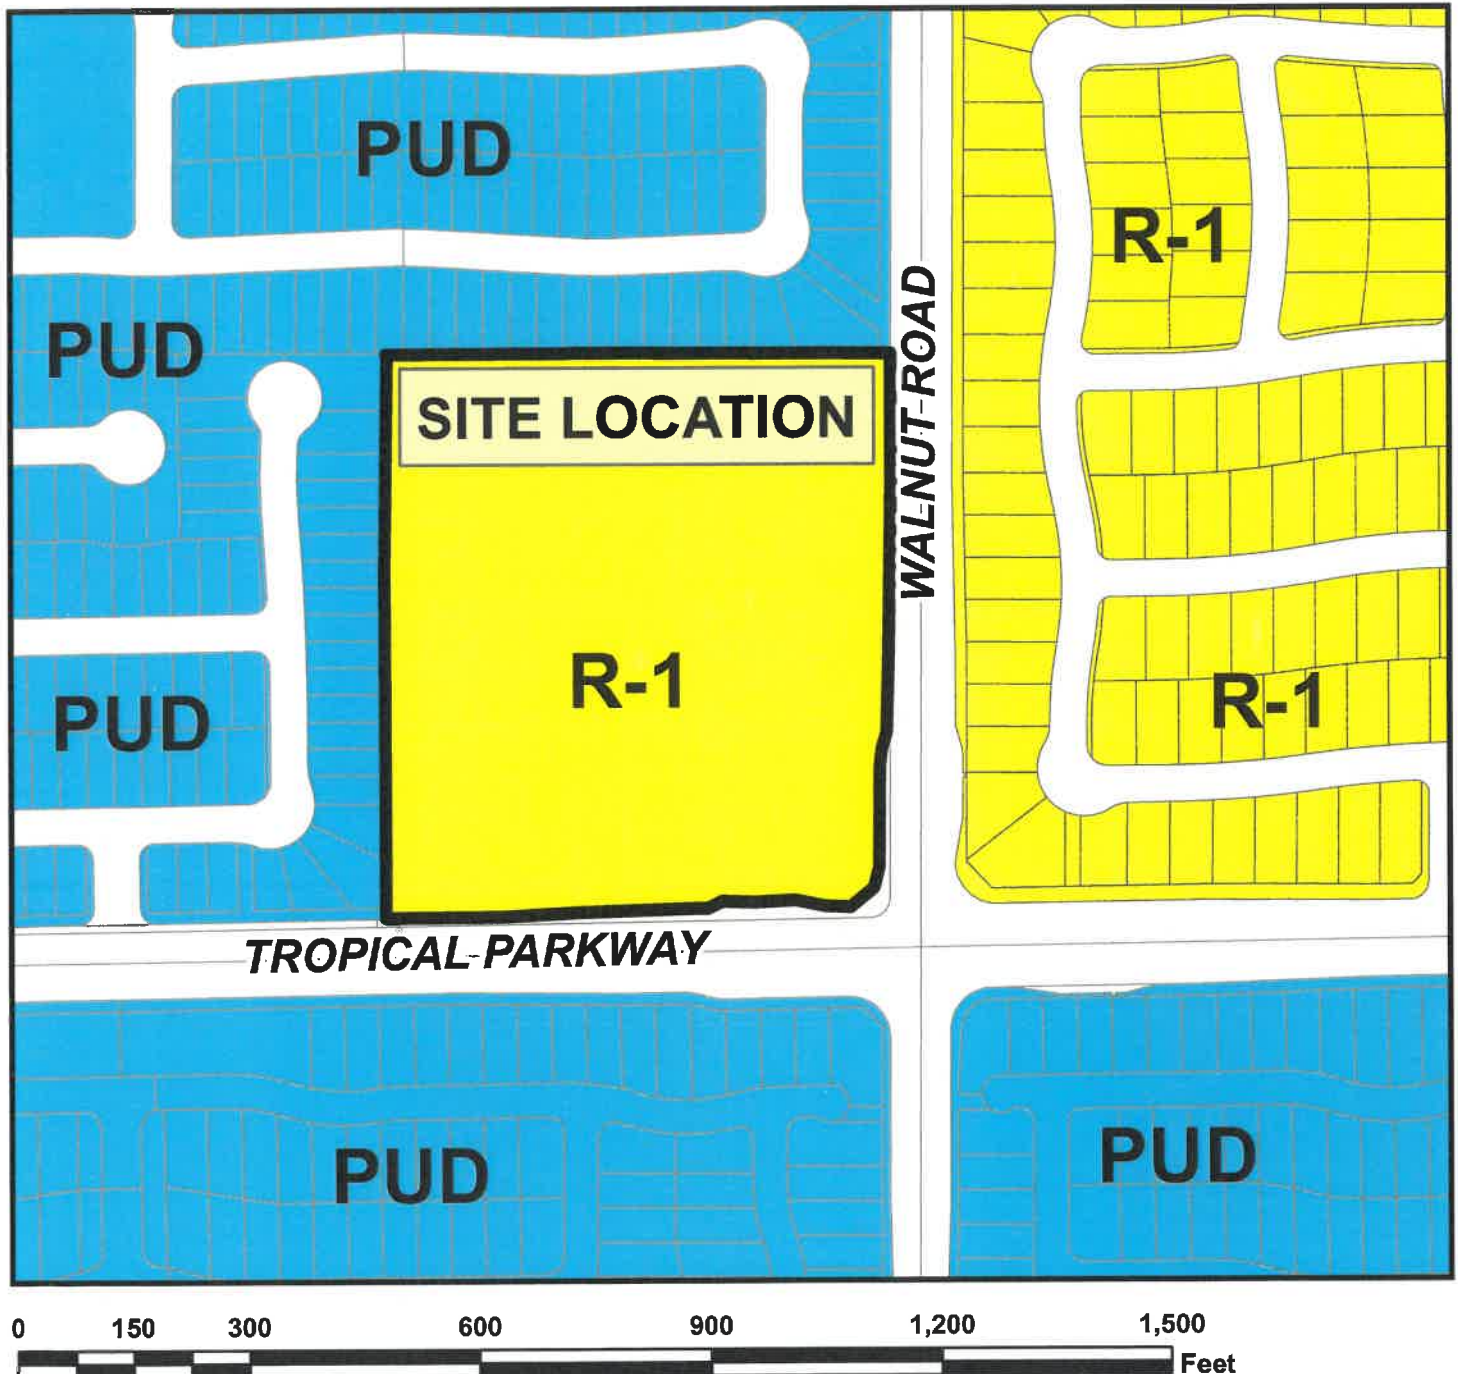 PUD
R-1
PUD
SITE LOCATION
WALNUT ROAD
R-1
R-1
PUD
TROPICAL PARKWAY
PUD
PUD
0 150 300 600 900 1,200 1,500
Feet